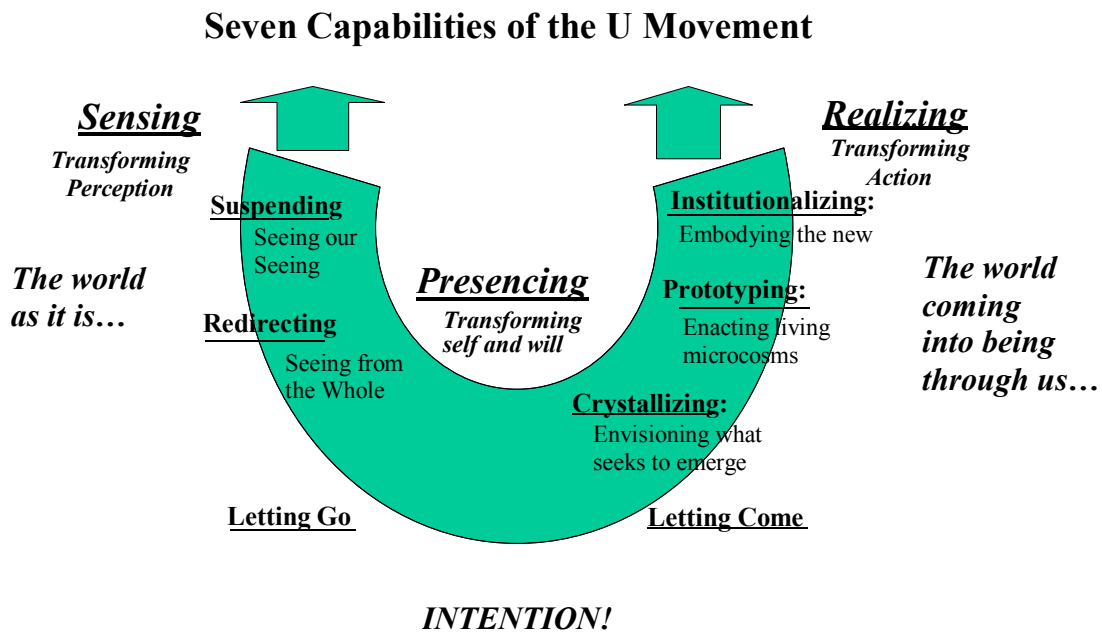 Seven Capabilities of the U Movement
Sensing
Transforming
Perception
Suspending
Seeing our
Seeing
The world
as it is…
Redirecting
Seeing from
the Whole
Letting Go
Presencing
Transforming
self and will
Realizing
Transforming
Action
Institutionalizing:
Embodying the new
Prototyping:
Enacting living
microcosms
The world
coming
into being
through us…
Crystallizing:
Envisioning what
seeks to emerge
Letting Come
INTENTION!